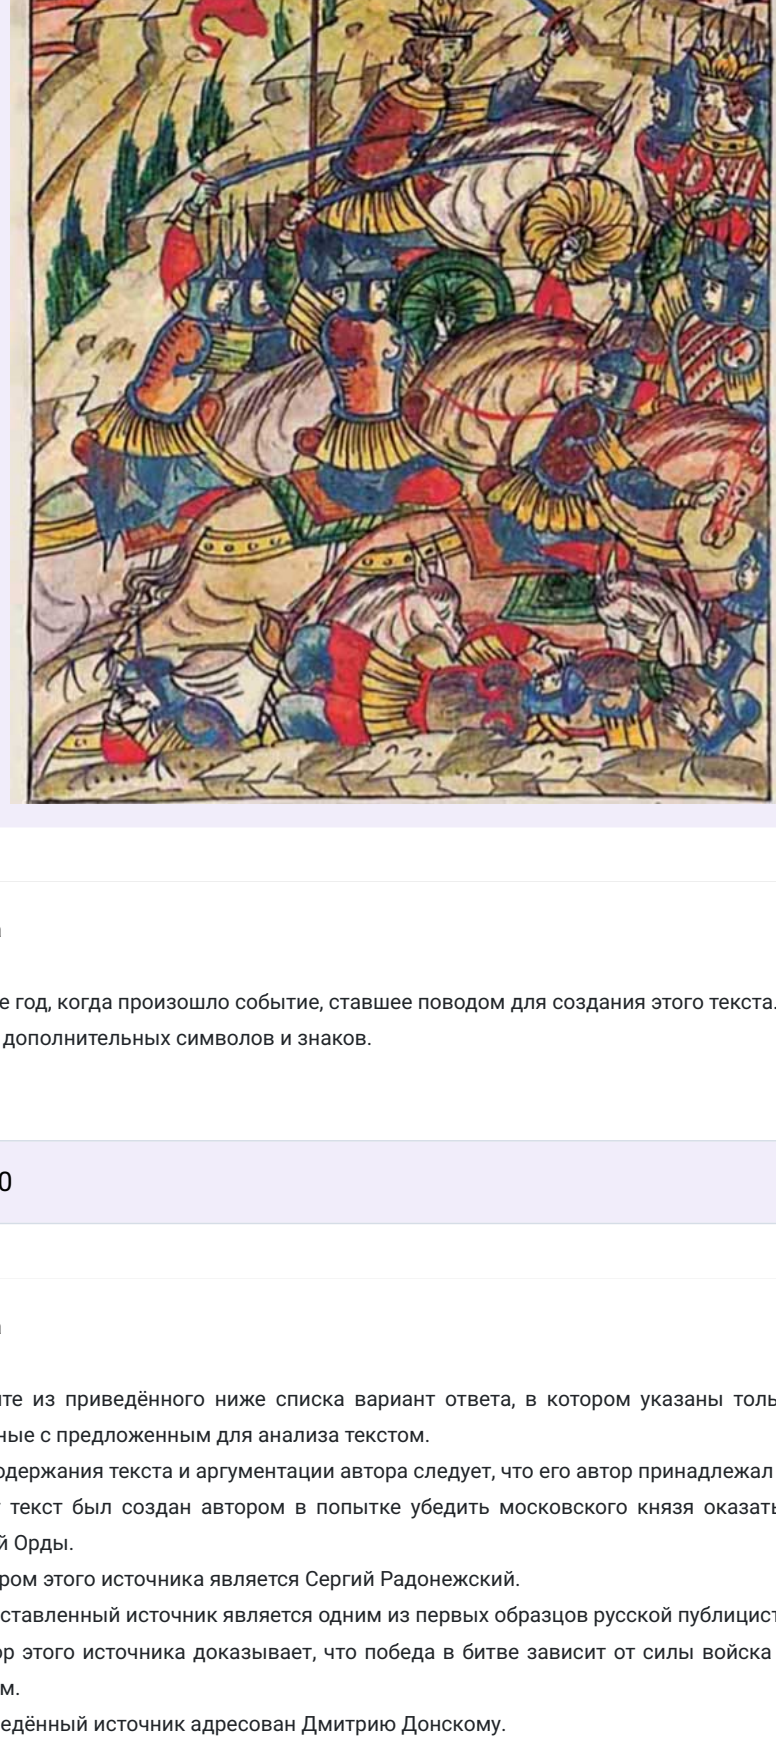 е год, когда произошло событие, ставшее поводом для создания этого текста.
дополнительных символов и знаков.
0
те из приведённого ниже списка вариант ответа, в котором указаны толь
ные с предложенным для анализа текстом.
одержания текста и аргументации автора следует, что его автор принадлежал
текст был создан автором в попытке убедить московского князя оказать
й Орды.
ром этого источника является Сергий Радонежский.
ставленный источник является одним из первых образцов русской публицист
ор этого источника доказывает, что победа в битве зависит от силы войска
м.
едённый источник адресован Дмитрию Донскому.